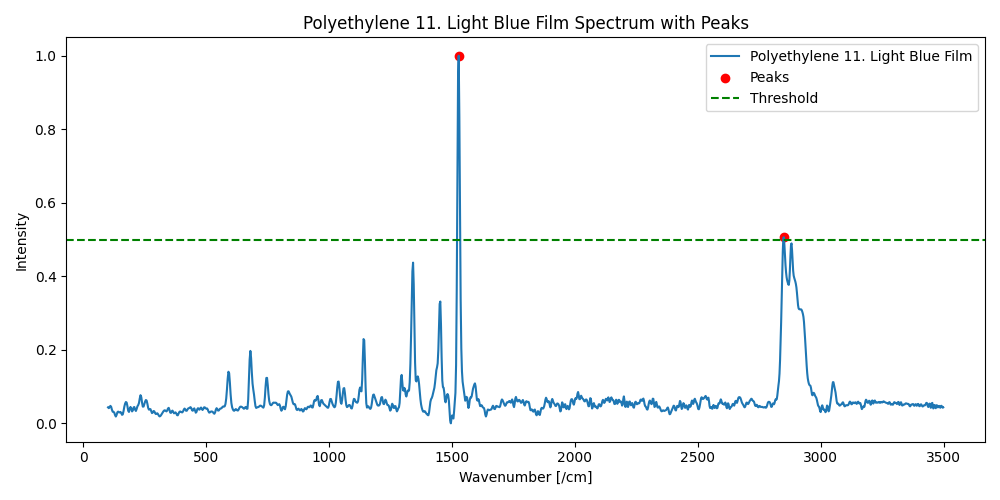 Polyethylene 11. Light Blue Film Spectrum with Peaks
Polyethylene 11. Light Blue Film
Peaks
Threshold
Intensity
1.0
0.8
0.6
0.4
0.2
0.0
0 500 1000 1500 2000 2500 3000 3500
Wavenumber [/cm]